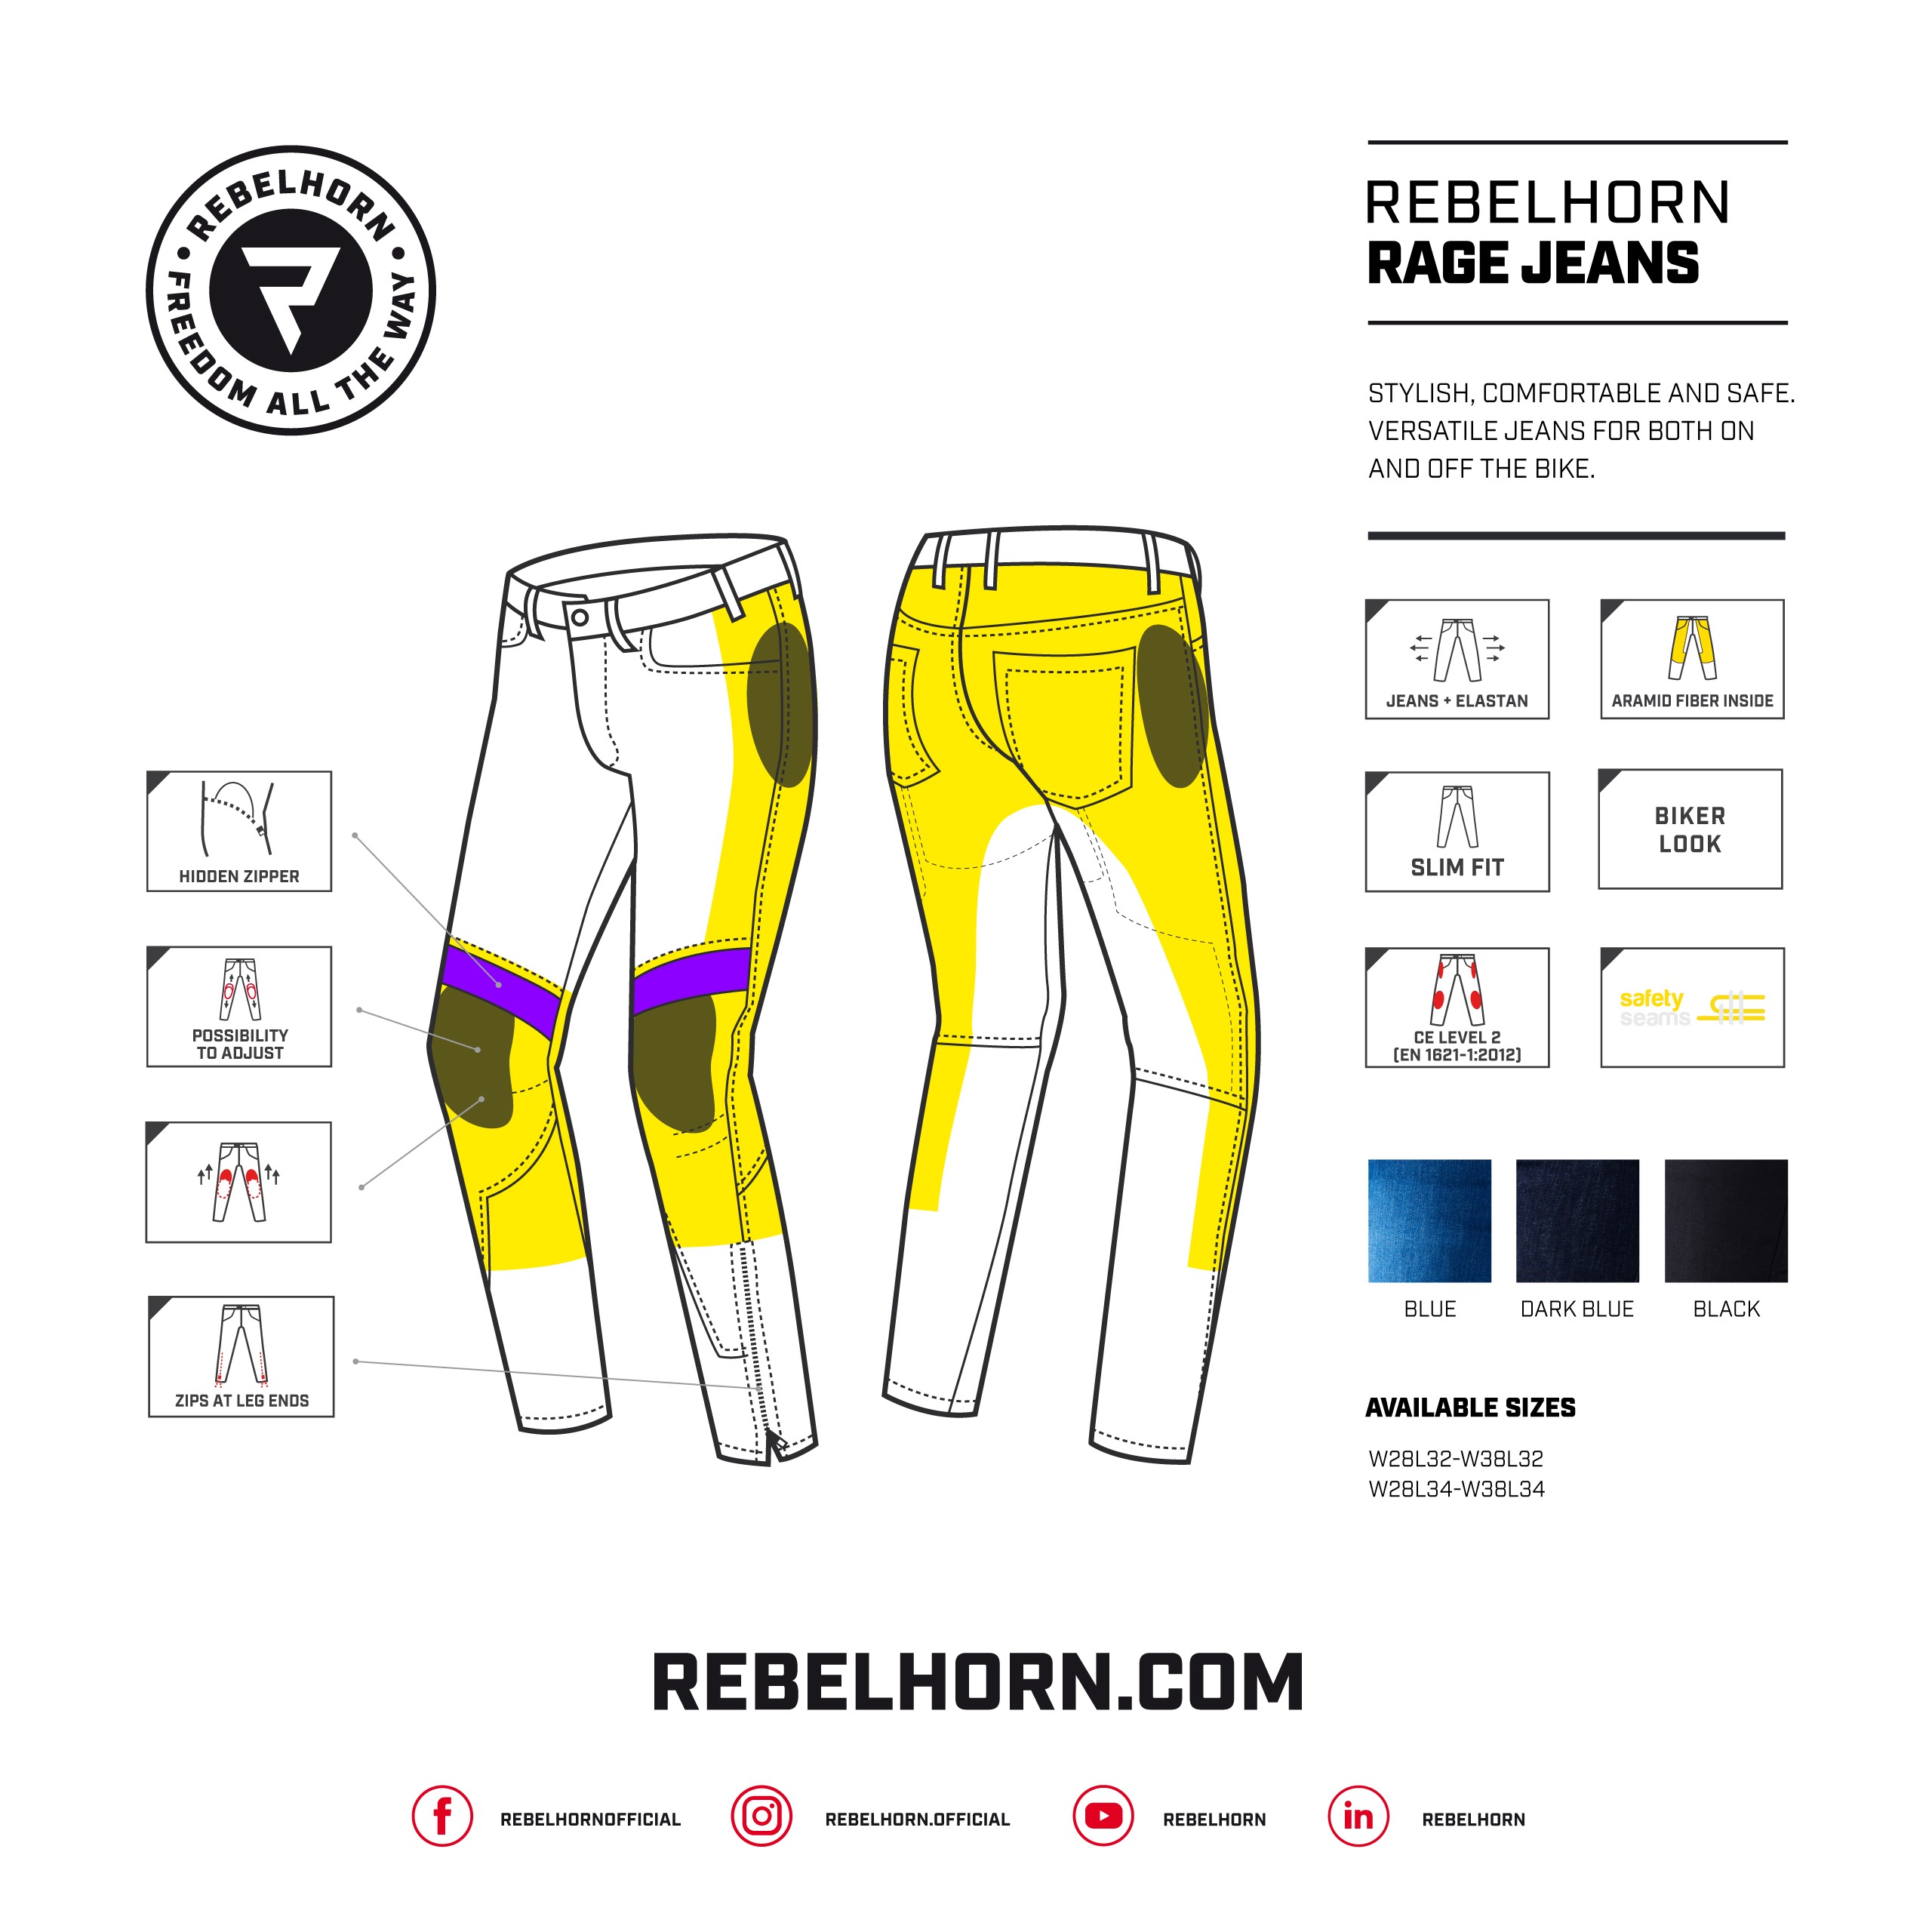 REBELHORN
FREEDOM ALL THE WAY
REBELHORN
RAGE JEANS
STYLISH, COMFORTABLE AND SAFE.
VERSATILE JEANS FOR BOTH ON
AND OFF THE BIKE.
JEANS + ELASTAN
ARAMID FIBER INSIDE
SLIM FIT
BIKER
LOOK
CE LEVEL 2
(EN 1621-1:2012)
safety
seams
HIDDEN ZIPPER
POSSIBILITY
TO ADJUST
ZIPS AT LEG ENDS
BLUE
DARK BLUE
BLACK
AVAILABLE SIZES
W28L32-W38L32
W28L34-W38L34
REBELHORN.COM
REBELHORNOFFICIAL
REBELHORN.OFFICIAL
REBELHORN
in
REBELHORN